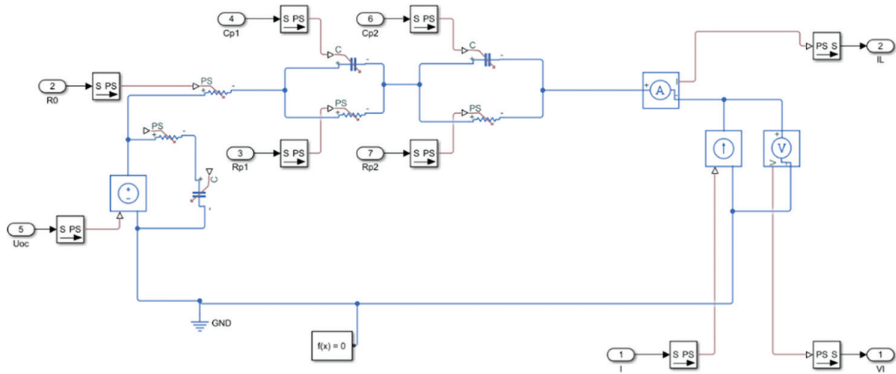 4
Cp1
S PS
C
6
Cp2
S PS
C
2
R0
S PS
PS
3
Rp1
S PS
PS
7
Rp2
S PS
PS
A
I
PS S
2
IL
PS
C
5
Uoc
S PS
V
V
GND
f(x) = 0
1
I
S PS
PS S
1
VI